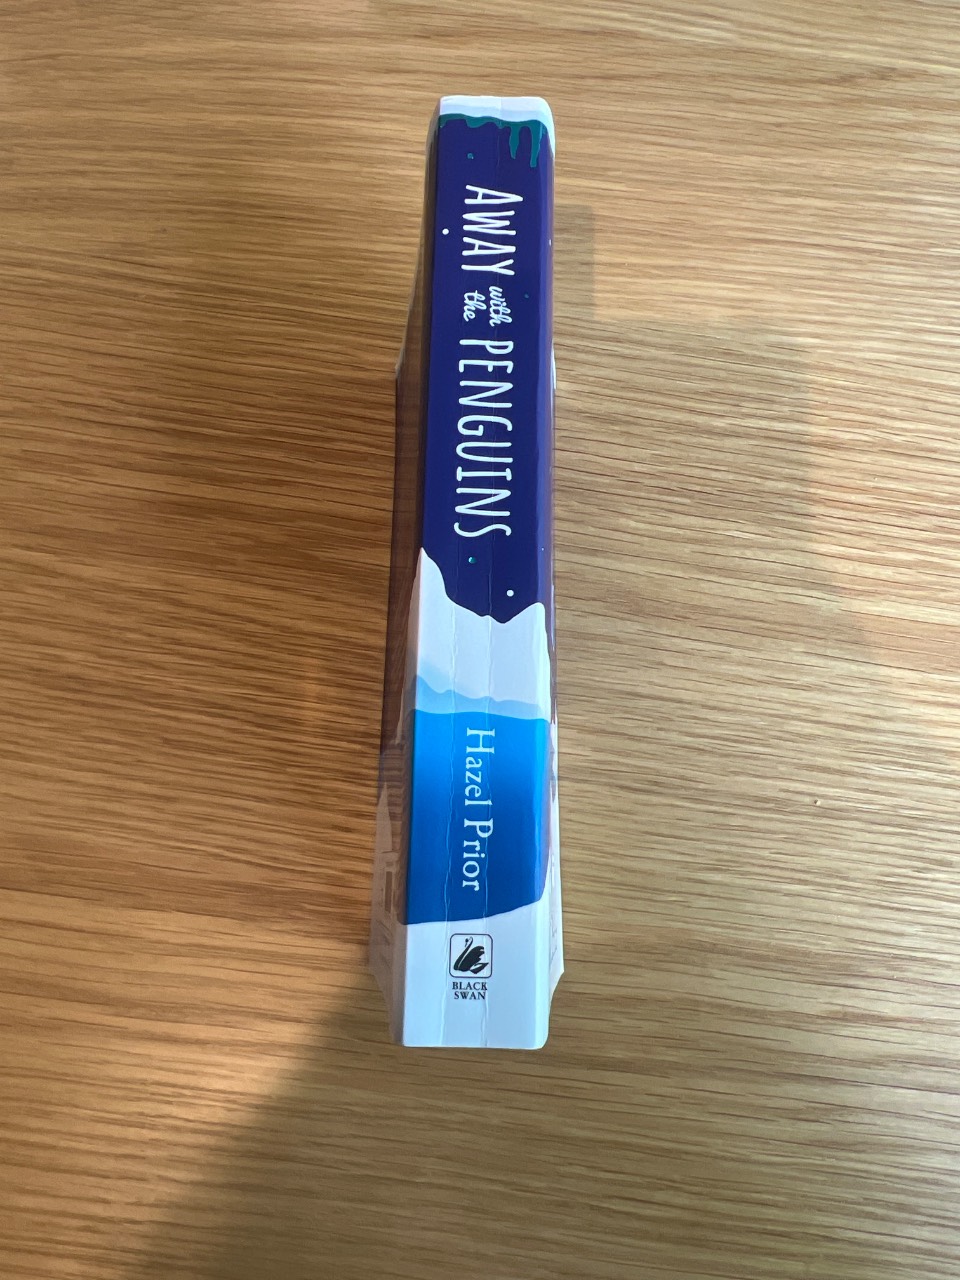 AWAY with the PENGUINS
Hazel Prior
BLACK
SWAN